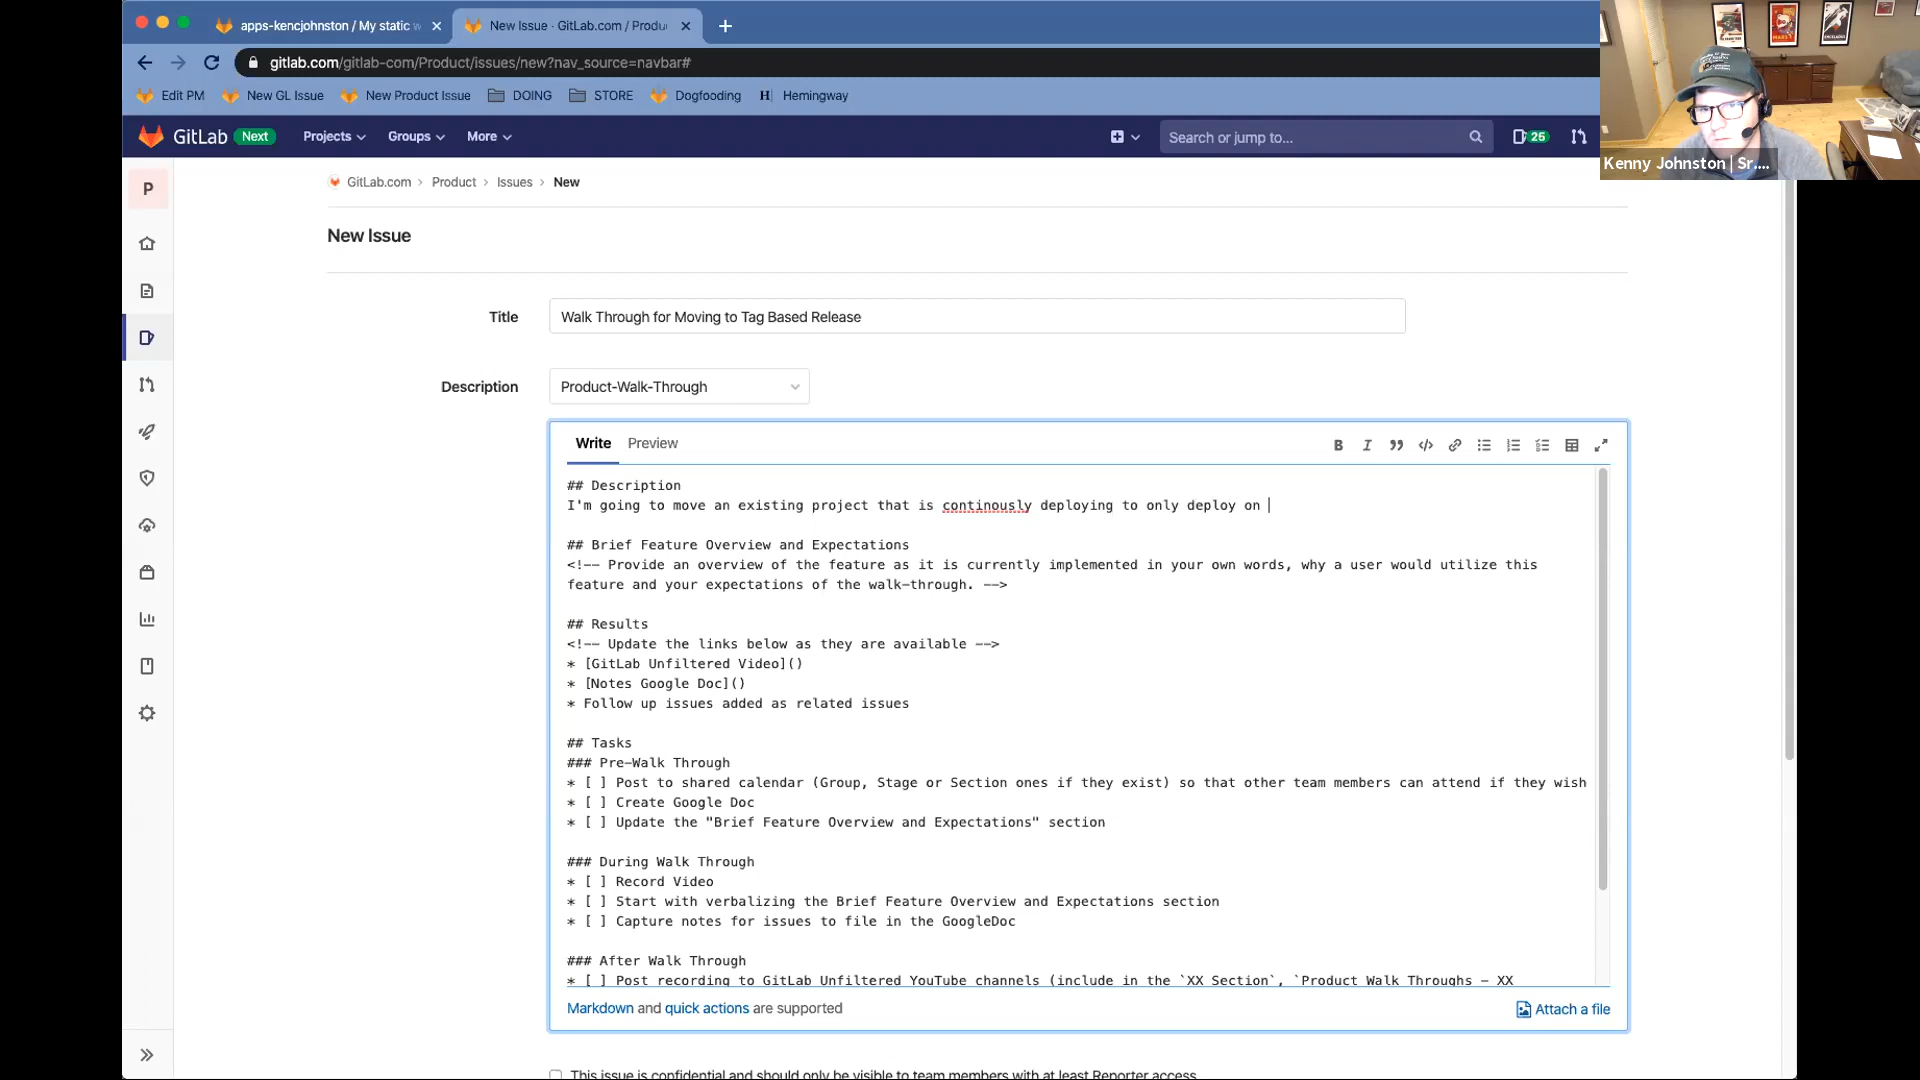 apps-kencjohnston / My static w
New Issue · GitLab.com / Produ
gitlab.com/gitlab-com/Product/issues/new?nav_source=navbar#
Edit PM
New GL Issue
New Product Issue
DOING
STORE
Dogfooding
H Hemingway
GitLab Next
Projects
Groups
More
Search or jump to...
25
Kenny Johnston | Sr....
P
GitLab.com › Product › Issues › New
New Issue
Title
Walk Through for Moving to Tag Based Release
Description
Product-Walk-Through
Write Preview
## Description
I'm going to move an existing project that is continously deploying to only deploy on
## Brief Feature Overview and Expectations
<!-- Provide an overview of the feature as it is currently implemented in your own words, why a user would utilize this
feature and your expectations of the walk-through. -->
## Results
<!-- Update the links below as they are available -->
* [GitLab Unfiltered Video]()
* [Notes Google Doc]()
* Follow up issues added as related issues
## Tasks
### Pre-Walk Through
* [ ] Post to shared calendar (Group, Stage or Section ones if they exist) so that other team members can attend if they wish
* [ ] Create Google Doc
* [ ] Update the "Brief Feature Overview and Expectations" section
### During Walk Through
* [ ] Record Video
* [ ] Start with verbalizing the Brief Feature Overview and Expectations section
* [ ] Capture notes for issues to file in the GoogleDoc
### After Walk Through
* [ ] Post recording to GitLab Unfiltered YouTube channels (include in the `XX Section`, `Product Walk Throughs - XX
Markdown and quick actions are supported
Attach a file
This issue is confidential and should only be visible to team members with at least Reporter access.